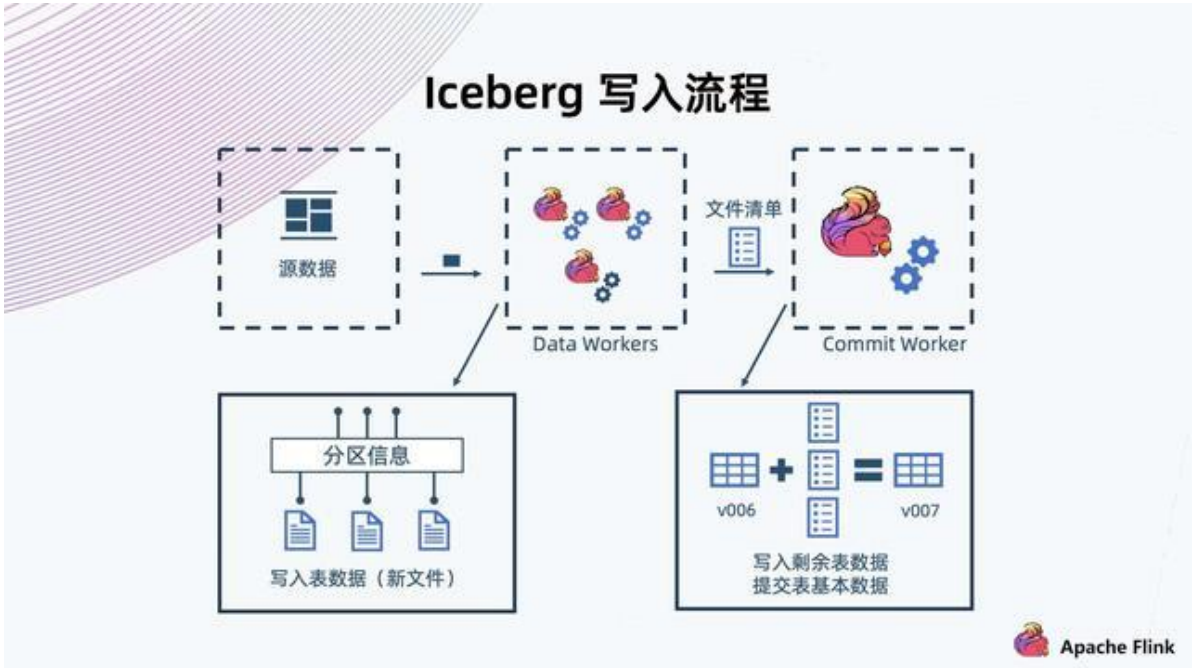 Iceberg 写入流程
源数据
文件清单
Data Workers
Commit Worker
分区信息
写入表数据（新文件）
v006
v007
写入剩余表数据
提交表基本数据
Apache Flink